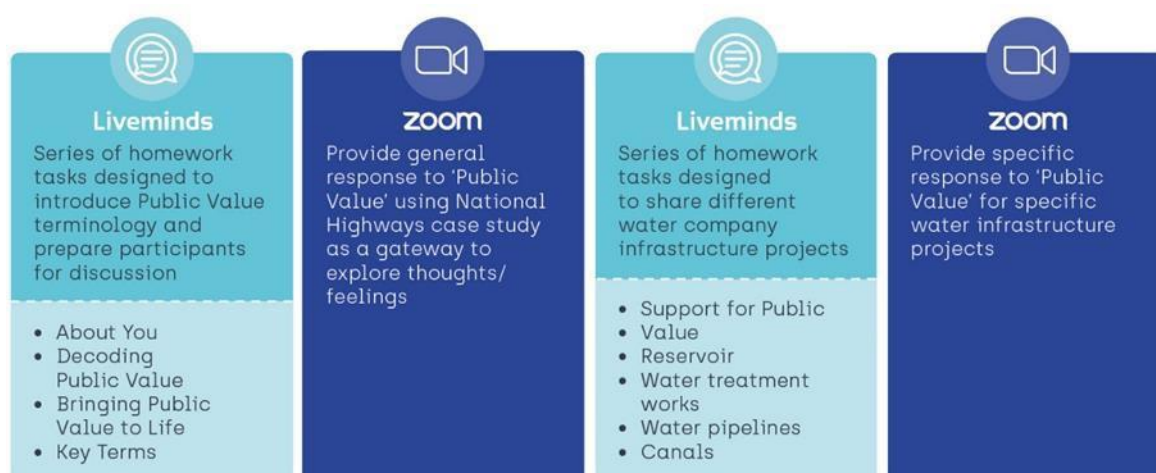 Liveminds
Series of homework
tasks designed to
introduce Public Value
terminology and
prepare participants
for discussion
• About You
• Decoding
Public Value
• Bringing Public
Value to Life
• Key Terms
zoom
Provide general
response to 'Public
Value' using National
Highways case study
as a gateway to
explore thoughts/
feelings
Liveminds
Series of homework
tasks designed
to share different
water company
infrastructure projects
• Support for Public
• Value
• Reservoir
• Water treatment
works
• Water pipelines
• Canals
zoom
Provide specific
response to 'Public
Value' for specific
water infrastructure
projects